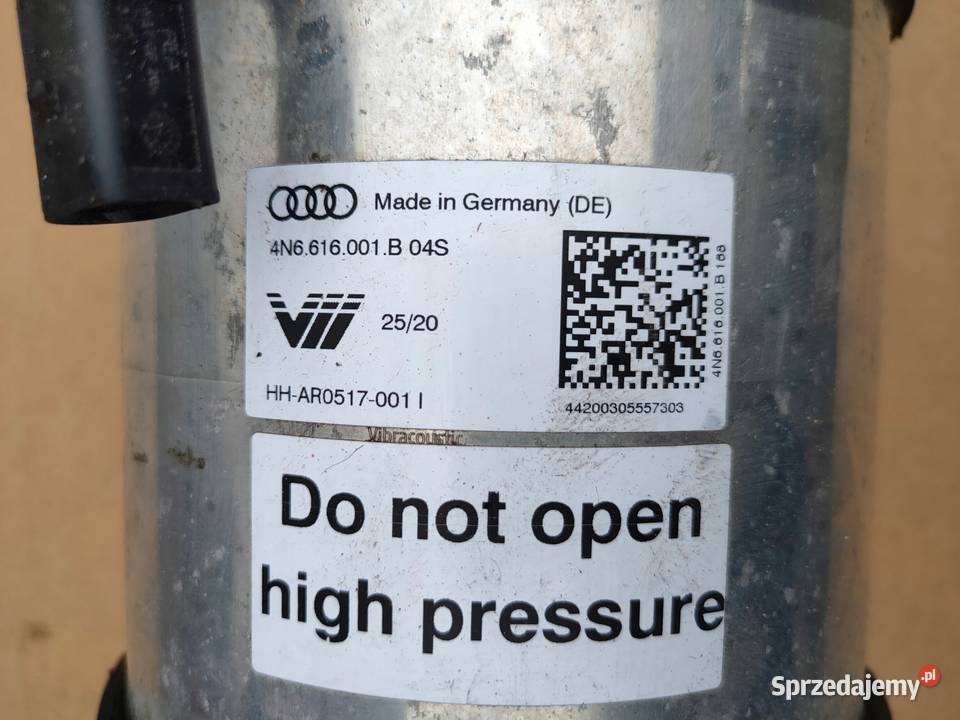 Made in Germany (DE)
4N6.616.001.B 04S
25/20
HH-AR0517-001 I
4N6.616.001.B 168
44200305557303
Vibracoustic
Do not open
high pressure
Sprzedajemy.pl